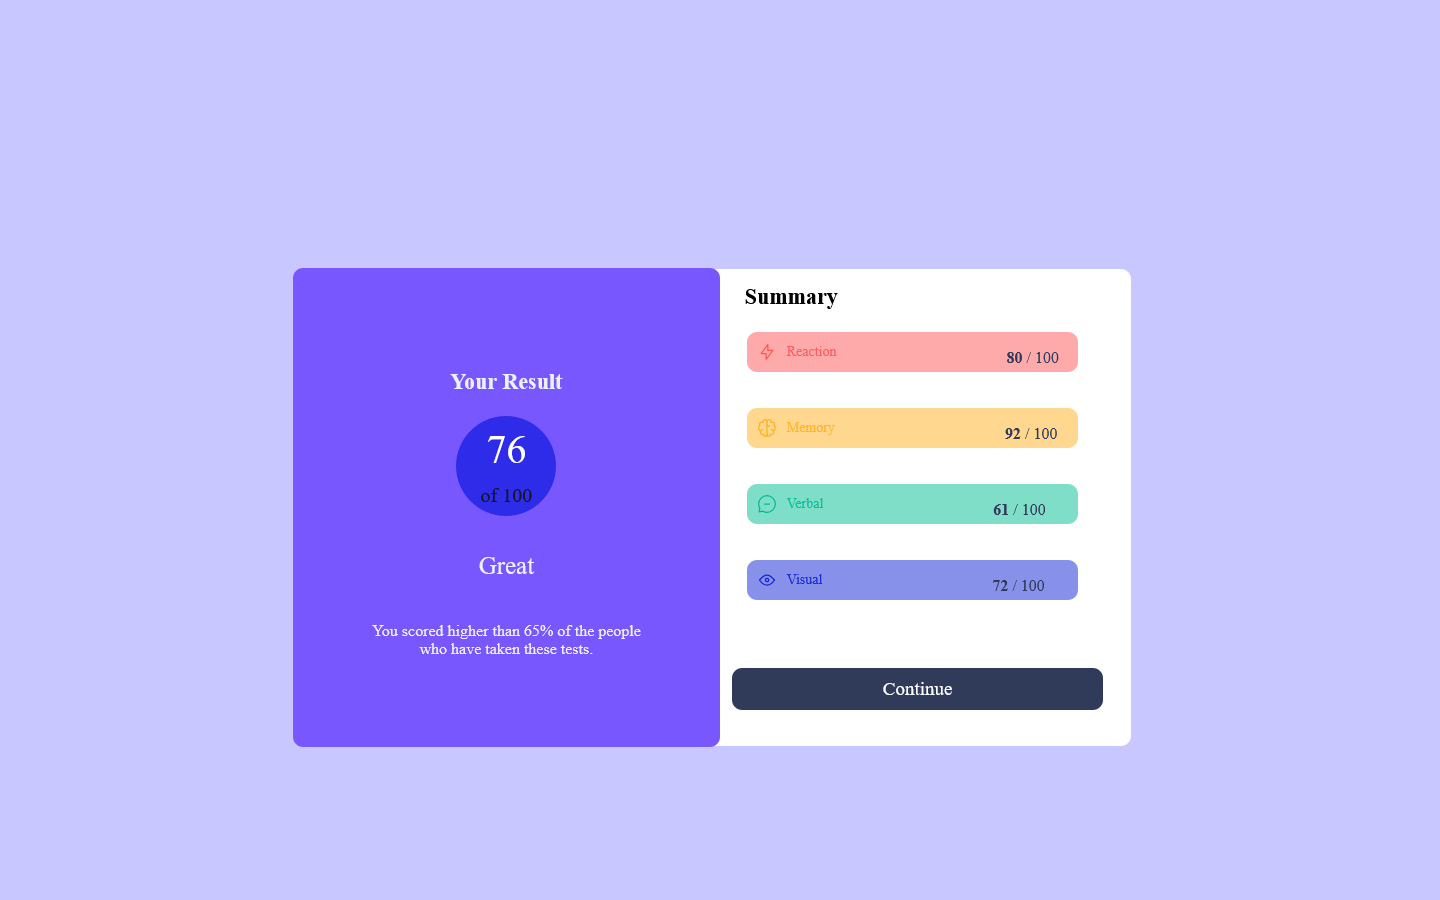 Your Result
76
of 100
Great
You scored higher than 65% of the people
who have taken these tests.
Summary
Reaction 80 / 100
Memory 92 / 100
Verbal 61 / 100
Visual 72 / 100
Continue